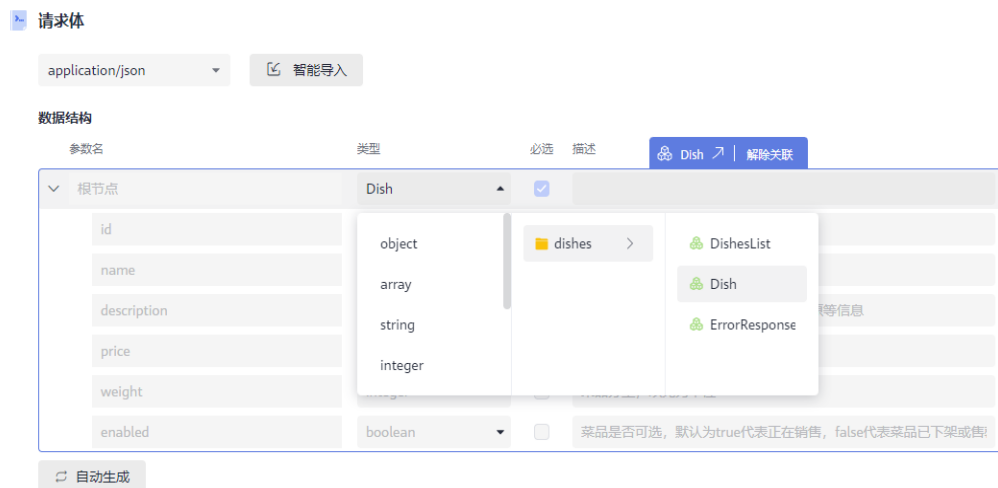 请求体
application/json 智能导入
数据结构
参数名 类型 必选 描述 Dish 解除关联
根节点 Dish
id
name
description 等信息
price
weight
enabled boolean 菜品是否可选，默认为true代表正在销售，false代表菜品已下架或售
object dishes DishesList
array Dish
string ErrorResponse
integer
自动生成